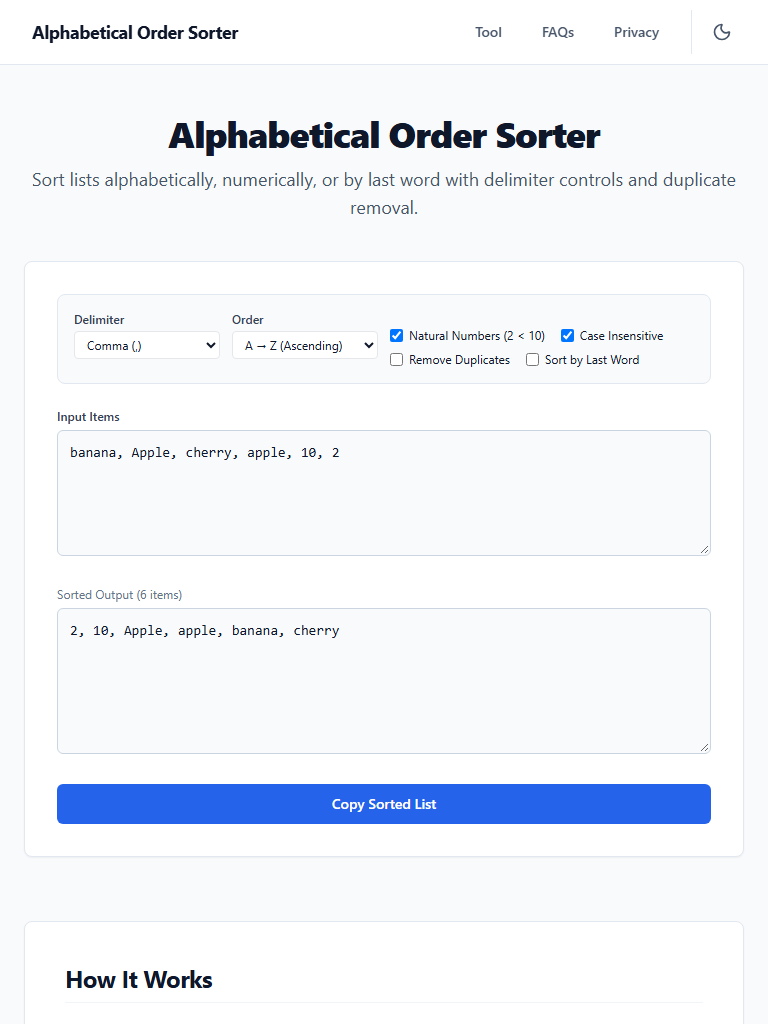 Alphabetical Order Sorter
Tool
FAQs
Privacy
Alphabetical Order Sorter
Sort lists alphabetically, numerically, or by last word with delimiter controls and duplicate
removal.
Delimiter
Order
Comma (,)
A → Z (Ascending)
Natural Numbers (2 < 10)
Case Insensitive
Remove Duplicates
Sort by Last Word
Input Items
banana, Apple, cherry, apple, 10, 2
Sorted Output (6 items)
2, 10, Apple, apple, banana, cherry
Copy Sorted List
How It Works